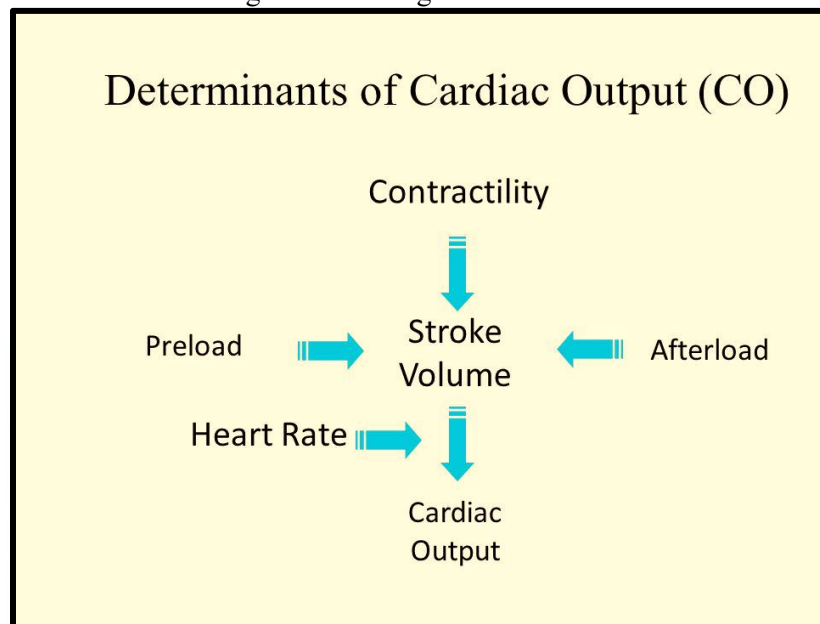 Determinants of Cardiac Output (CO)
Contractility
Preload
Stroke
Volume
Afterload
Heart Rate
Cardiac
Output